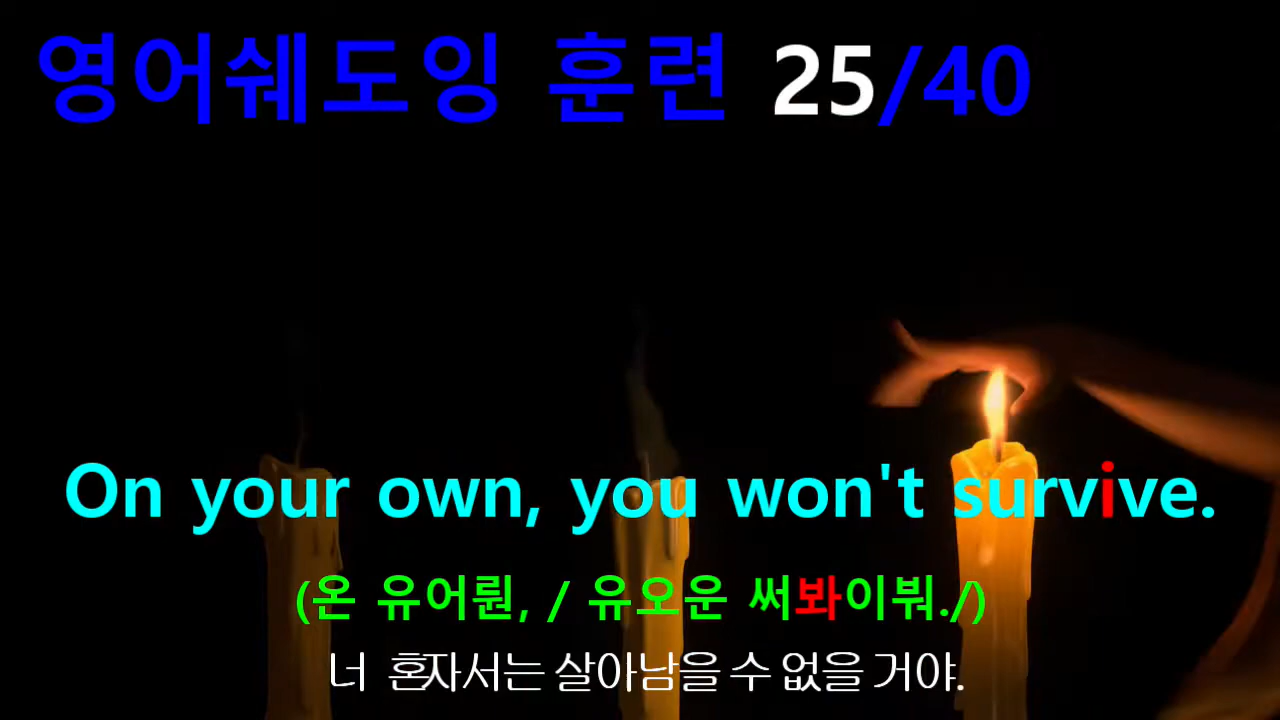 영어쉐도잉 훈련 25/40
On your own, you won't survive.
(온 유어뤈, / 유오운 써봐이붜./)
너 혼자서는 살아남을 수 없을 거야.